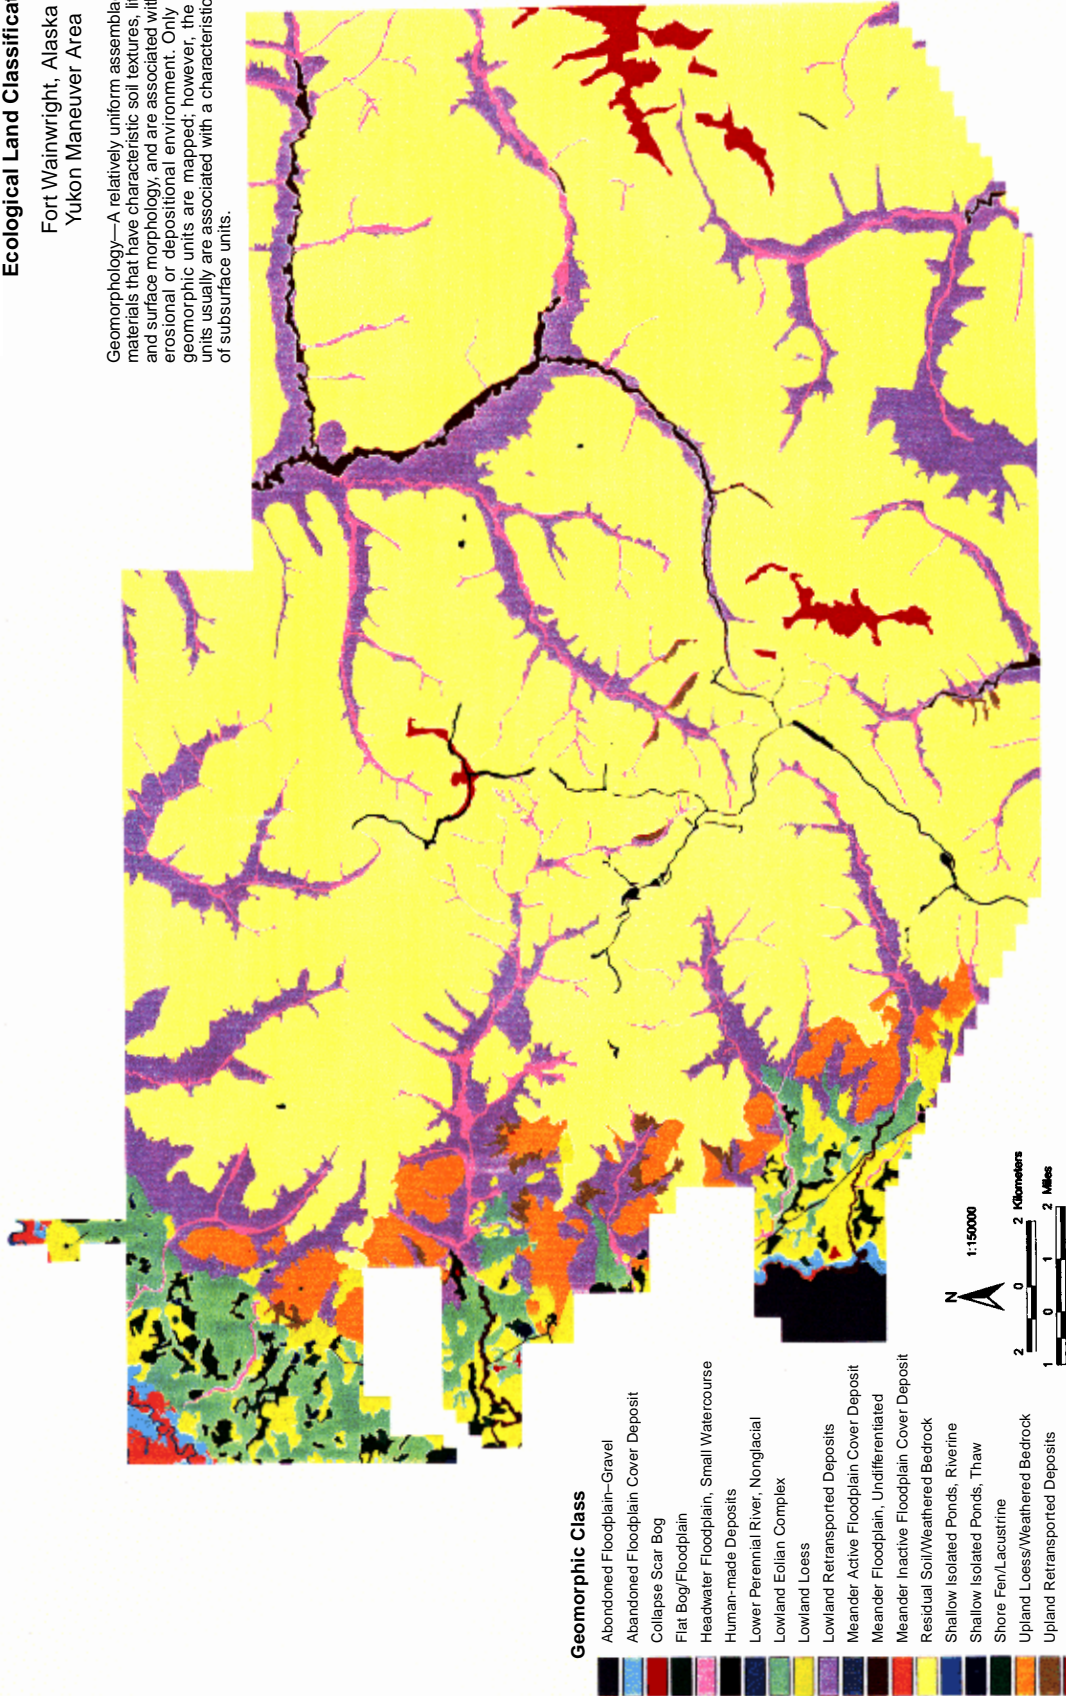 Ecological Land Classificat
Fort Wainwright, Alaska
Yukon Maneuver Area
Geomorphology—A relatively uniform assembla
materials that have characteristic soil textures, li
and surface morphology, and are associated wit
erosional or depositional environment. Only
geomorphic units are mapped; however, the
units usually are associated with a characteristic
of subsurface units.
Geomorphic Class
Abondoned Floodplain–Gravel
Abandoned Floodplain Cover Deposit
Collapse Scar Bog
Flat Bog/Floodplain
Headwater Floodplain, Small Watercourse
Human-made Deposits
Lower Perennial River, Nonglacial
Lowland Eolian Complex
Lowland Loess
Lowland Retransported Deposits
Meander Active Floodplain Cover Deposit
Meander Floodplain, Undifferentiated
Meander Inactive Floodplain Cover Deposit
Residual Soil/Weathered Bedrock
Shallow Isolated Ponds, Riverine
Shallow Isolated Ponds, Thaw
Shore Fen/Lacustrine
Upland Loess/Weathered Bedrock
Upland Retransported Deposits
N
1:150000
2 0 2 Kilometers
1 0 1 2 Miles